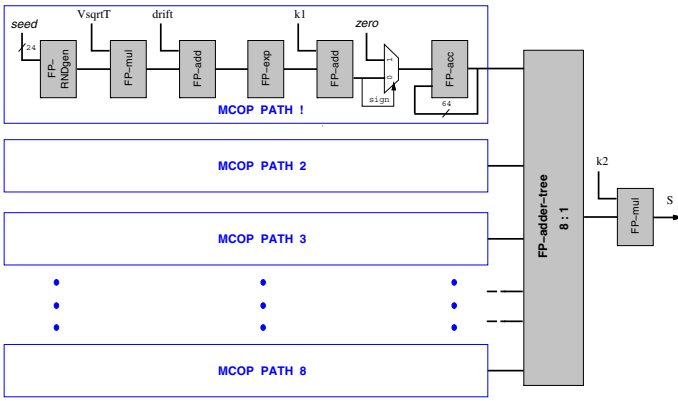 seed
VsqrtT
drift
k1
zero
24
FP-RNDgen
FP-mul
FP-add
FP-exp
FP-add
1
0
sign
FP-acc
64
MCOP PATH !
MCOP PATH 2
MCOP PATH 3
MCOP PATH 8
FP-adder-tree
8 : 1
k2
FP-mul
S